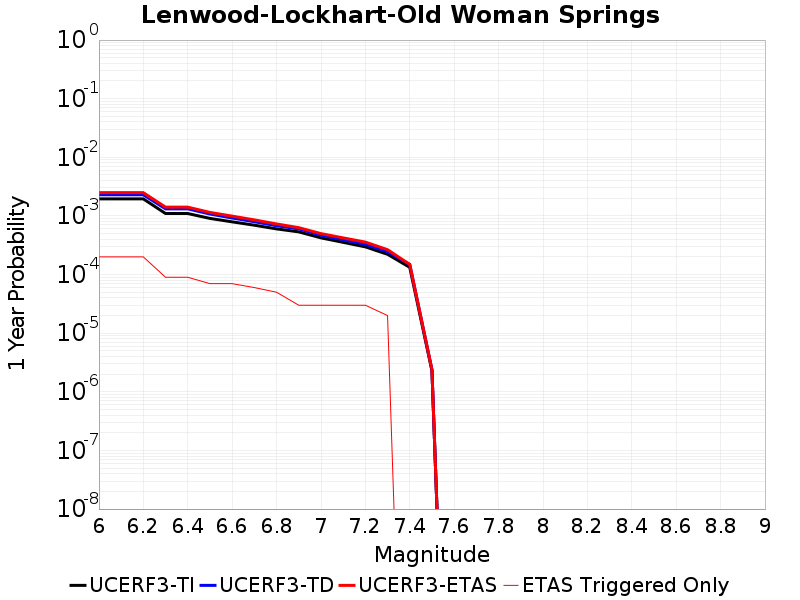 Lenwood-Lockhart-Old Woman Springs
1 Year Probability
10^0
10^-1
10^-2
10^-3
10^-4
10^-5
10^-6
10^-7
10^-8
6 6.2 6.4 6.6 6.8 7 7.2 7.4 7.6 7.8 8 8.2 8.4 8.6 8.8 9
Magnitude
UCERF3-TI UCERF3-TD UCERF3-ETAS ETAS Triggered Only